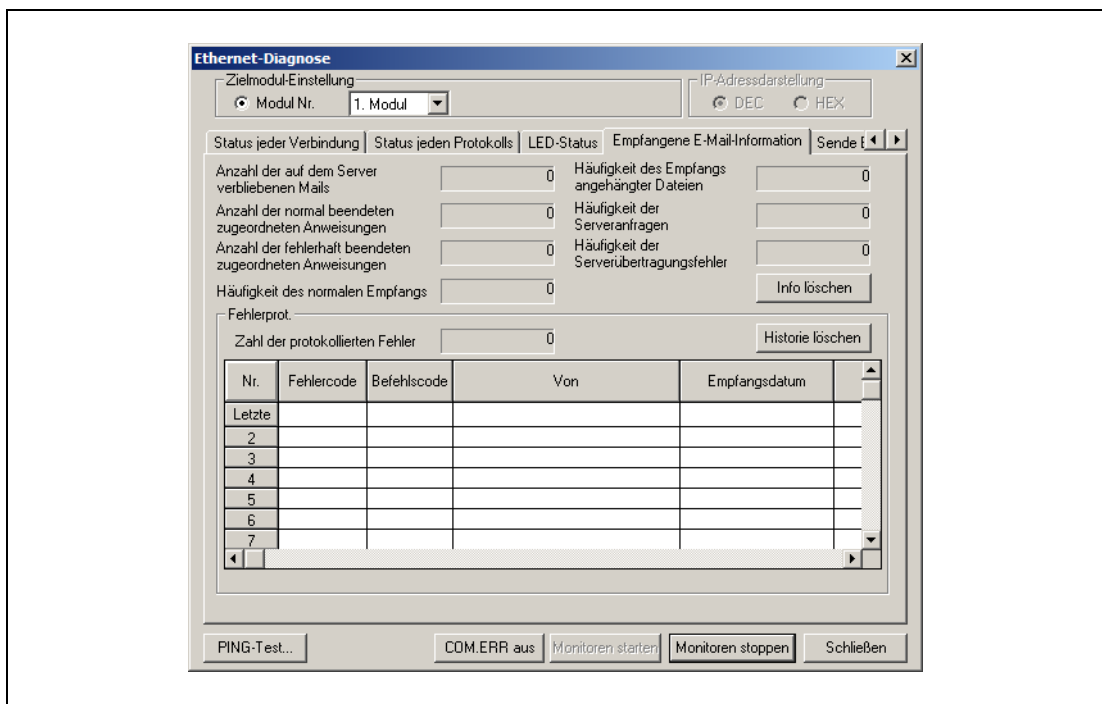 Ethernet-Diagnose
Zielmodul-Einstellung
Modul Nr.
1. Modul
IP-Adressdarstellung
DEC
HEX
Status jeder Verbindung
Status jeden Protokolls
LED-Status
Empfangene E-Mail-Information
Sende
Anzahl der auf dem Server
verbliebenen Mails
0
Häufigkeit des Empfangs
angehängter Dateien
0
Anzahl der normal beendeten
zugeordneten Anweisungen
0
Häufigkeit der
Serveranfragen
0
Anzahl der fehlerhaft beendeten
zugeordneten Anweisungen
0
Häufigkeit der
Serverübertragungsfehler
0
Häufigkeit des normalen Empfangs
0
Info löschen
Fehlerprot.
Zahl der protokollierten Fehler
0
Historie löschen
Nr. Fehlercode Befehlscode Von Empfangsdatum
Letzte
2
3
4
5
6
7
PING-Test...
COM.ERR aus
Monitoren starten
Monitoren stoppen
Schließen